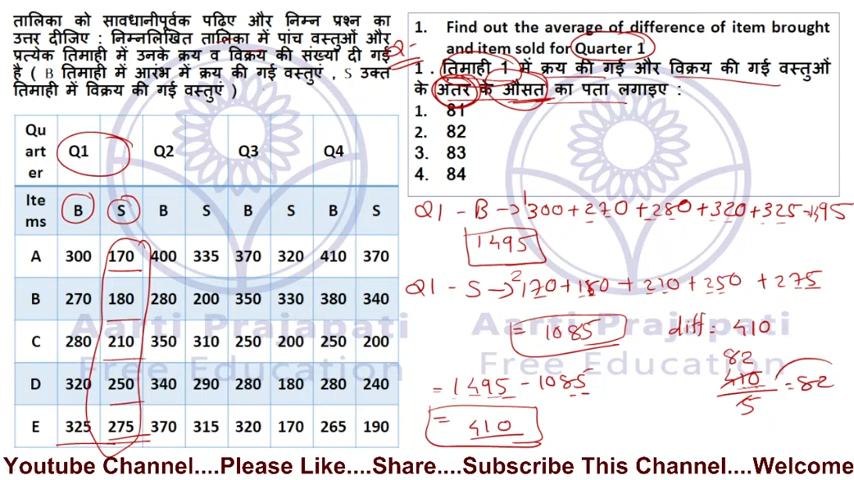 तालिका को सावधानीपूर्वक पढ़िए और निम्न प्रश्न का
उत्तर दीजिए : निम्नलिखित तालिका में पांच वस्तुओं और
प्रत्येक तिमाही में उनके क्रय व विक्रय की संख्या दी गई
है ( B तिमाही में आरंभ में क्रय की गई वस्तुएं , S उक्त
तिमाही में विक्रय की गई वस्तुएं )
Quarter Q1 Q2 Q3 Q4
Items B S B S B S B S
A 300 170 400 335 370 320 410 370
B 270 180 280 200 350 330 380 340
C 280 210 350 310 250 200 250 200
D 320 250 340 290 280 180 280 240
E 325 275 370 315 320 170 265 190
1. Find out the average of difference of item brought
and item sold for Quarter 1
1 . तिमाही 1 में क्रय की गई और विक्रय की गई वस्तुओं
के अंतर के औसत का पता लगाइए :
1. 81
2. 82
3. 83
4. 84
Q1 - B → 300 + 270 + 280 + 320 + 325 → 1495
1495
Q1 - S → 170 + 180 + 210 + 250 + 275
= 1085
diff = 410
= 1495 - 1085
= 410
82
410
5
= 82
Aarti Prajapati
Free Education
Aarti Prajapati
Free Education
Youtube Channel....Please Like....Share....Subscribe This Channel....Welcome